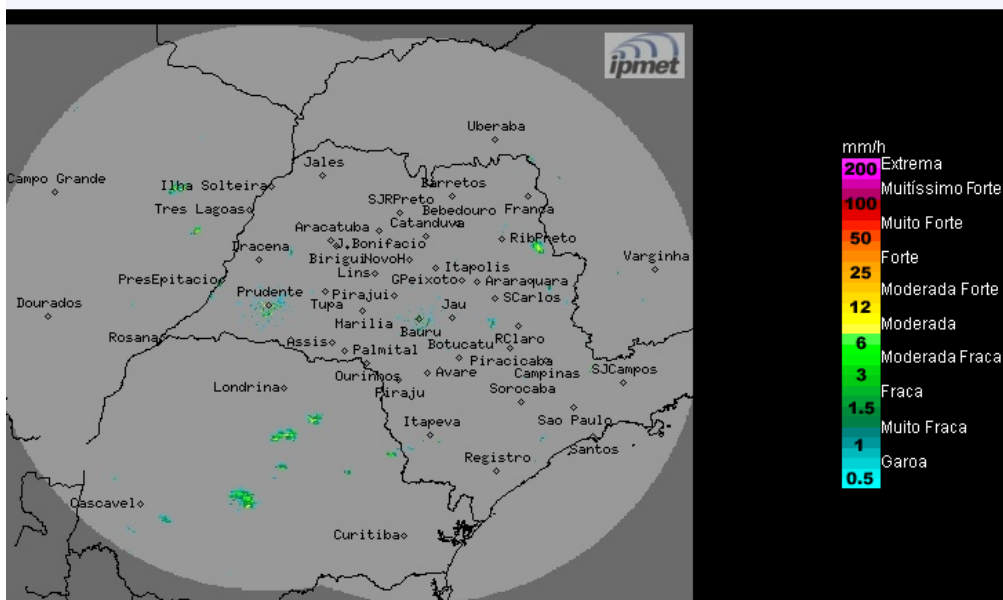 ipmet
Uberaba
Jales
Campo Grande
Ilha Solteira
Barretos
SJRPreto
Tres Lagoas
Bebedouro Franca
Aracatuba
Catanduva
J.Bonifacio
RibPreto
Dracena
BiriguiNovoH
Varginha
Lins
Itapolis
PresEpitacio
GPeixoto
Araraquara
Prudente
Pirajui
SCarlos
Dourados
Tupa
Jau
Marilia
Bauru
Rosana
Assis
Botucatu
RClaro
Palmital
Piracicaba
Ourinhos
Avare
Campinas
SJCampos
Londrina
Piraju
Sorocaba
Itapeva
Sao Paulo
Santos
Registro
Cascavel
Curitiba
mm/h
200 Extrema
Muitíssimo Forte
100
Muito Forte
50
Forte
25
Moderada Forte
12
Moderada
6
Moderada Fraca
3
Fraca
1.5
Muito Fraca
1
Garoa
0.5